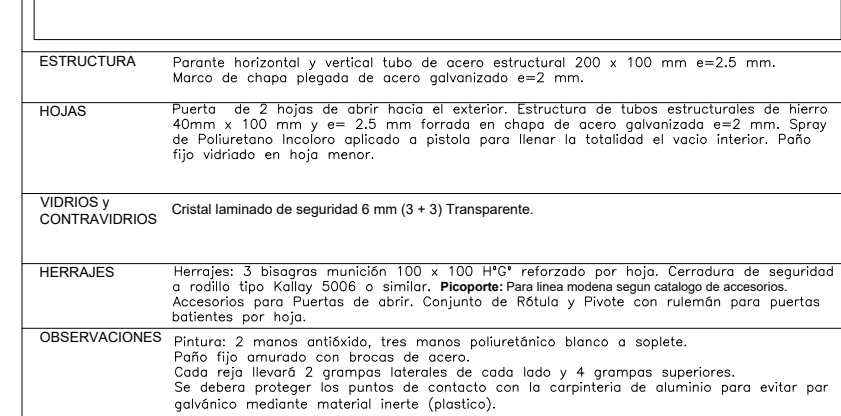 ESTRUCTURA
Parante horizontal y vertical tubo de acero estructural 200 x 100 mm e=2.5 mm.
Marco de chapa plegada de acero galvanizado e=2 mm.
HOJAS
Puerta de 2 hojas de abrir hacia el exterior. Estructura de tubos estructurales de hierro
40mm x 100 mm y e= 2.5 mm forrada en chapa de acero galvanizada e=2 mm. Spray
de Poliuretano Incoloro aplicado a pistola para llenar la totalidad el vacio interior. Paño
fijo vidriado en hoja menor.
VIDRIOS y
CONTRAVIDRIOS
Cristal laminado de seguridad 6 mm (3 + 3) Transparente.
HERRAJES
Herrajes: 3 bisagras munición 100 x 100 HºGº reforzado por hoja. Cerradura de seguridad
a rodillo tipo Kallay 5006 o similar. Picoporte: Para linea modena segun catalogo de accesorios.
Accesorios para Puertas de abrir. Conjunto de Rótula y Pivote con rulemán para puertas
batientes por hoja.
OBSERVACIONES
Pintura: 2 manos antióxido, tres manos poliuretánico blanco a soplete.
Paño fijo amurado con brocas de acero.
Cada reja llevará 2 grampas laterales de cada lado y 4 grampas superiores.
Se debera proteger los puntos de contacto con la carpinteria de aluminio para evitar par
galvánico mediante material inerte (plastico).